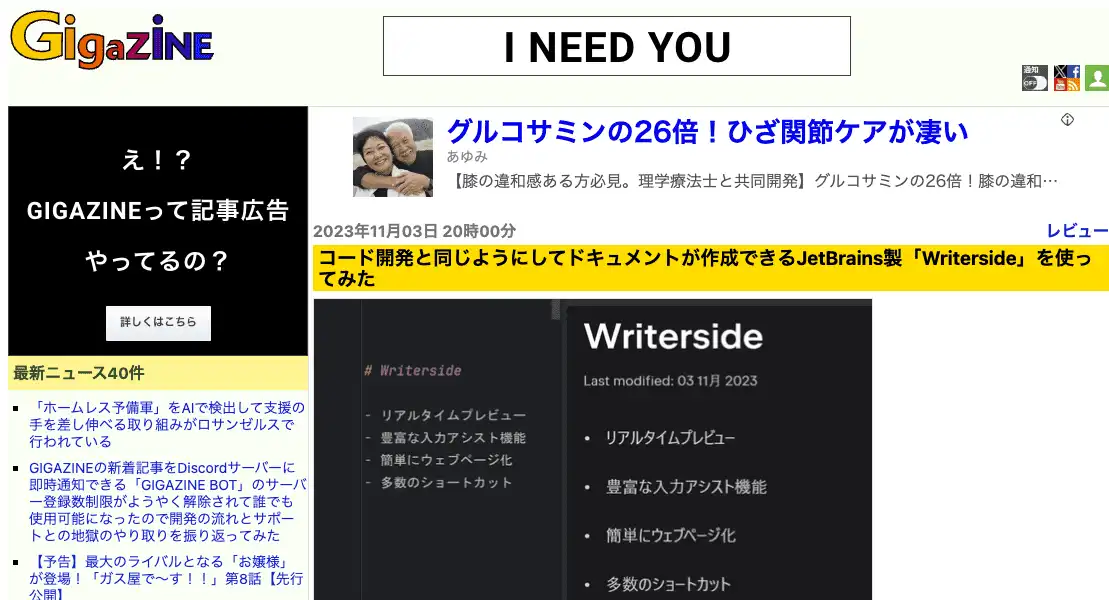 GigaZiNE
I NEED YOU
通知
OFF
え！？
GIGAZINEって記事広告
やってるの？
詳しくはこちら
グルコサミンの26倍！ひざ関節ケアが凄い
あゆみ
【膝の違和感ある方必見。理学療法士と共同開発】グルコサミンの26倍！膝の違和…
2023年11月03日 20時00分
レビュー
コード開発と同じようにしてドキュメントが作成できるJetBrains製「Writerside」を使っ
てみた
# Writerside
- リアルタイムプレビュー
- 豊富な入力アシスト機能
- 簡単にウェブページ化
- 多数のショートカット
Writerside
Last modified: 03 11月 2023
• リアルタイムプレビュー
• 豊富な入力アシスト機能
• 簡単にウェブページ化
• 多数のショートカット
最新ニュース40件
「ホームレス予備軍」をAIで検出して支援の
手を差し伸べる取り組みがロサンゼルスで
行われている
GIGAZINEの新着記事をDiscordサーバーに
即時通知できる「GIGAZINE BOT」のサーバ
ー登録数制限がようやく解除されて誰でも
使用可能になったので開発の流れとサポー
トとの地獄のやり取りを振り返ってみた
【予告】最大のライバルとなる「お嬢様」
が登場！「ガス屋で〜す！！」第8話【先行
公開】